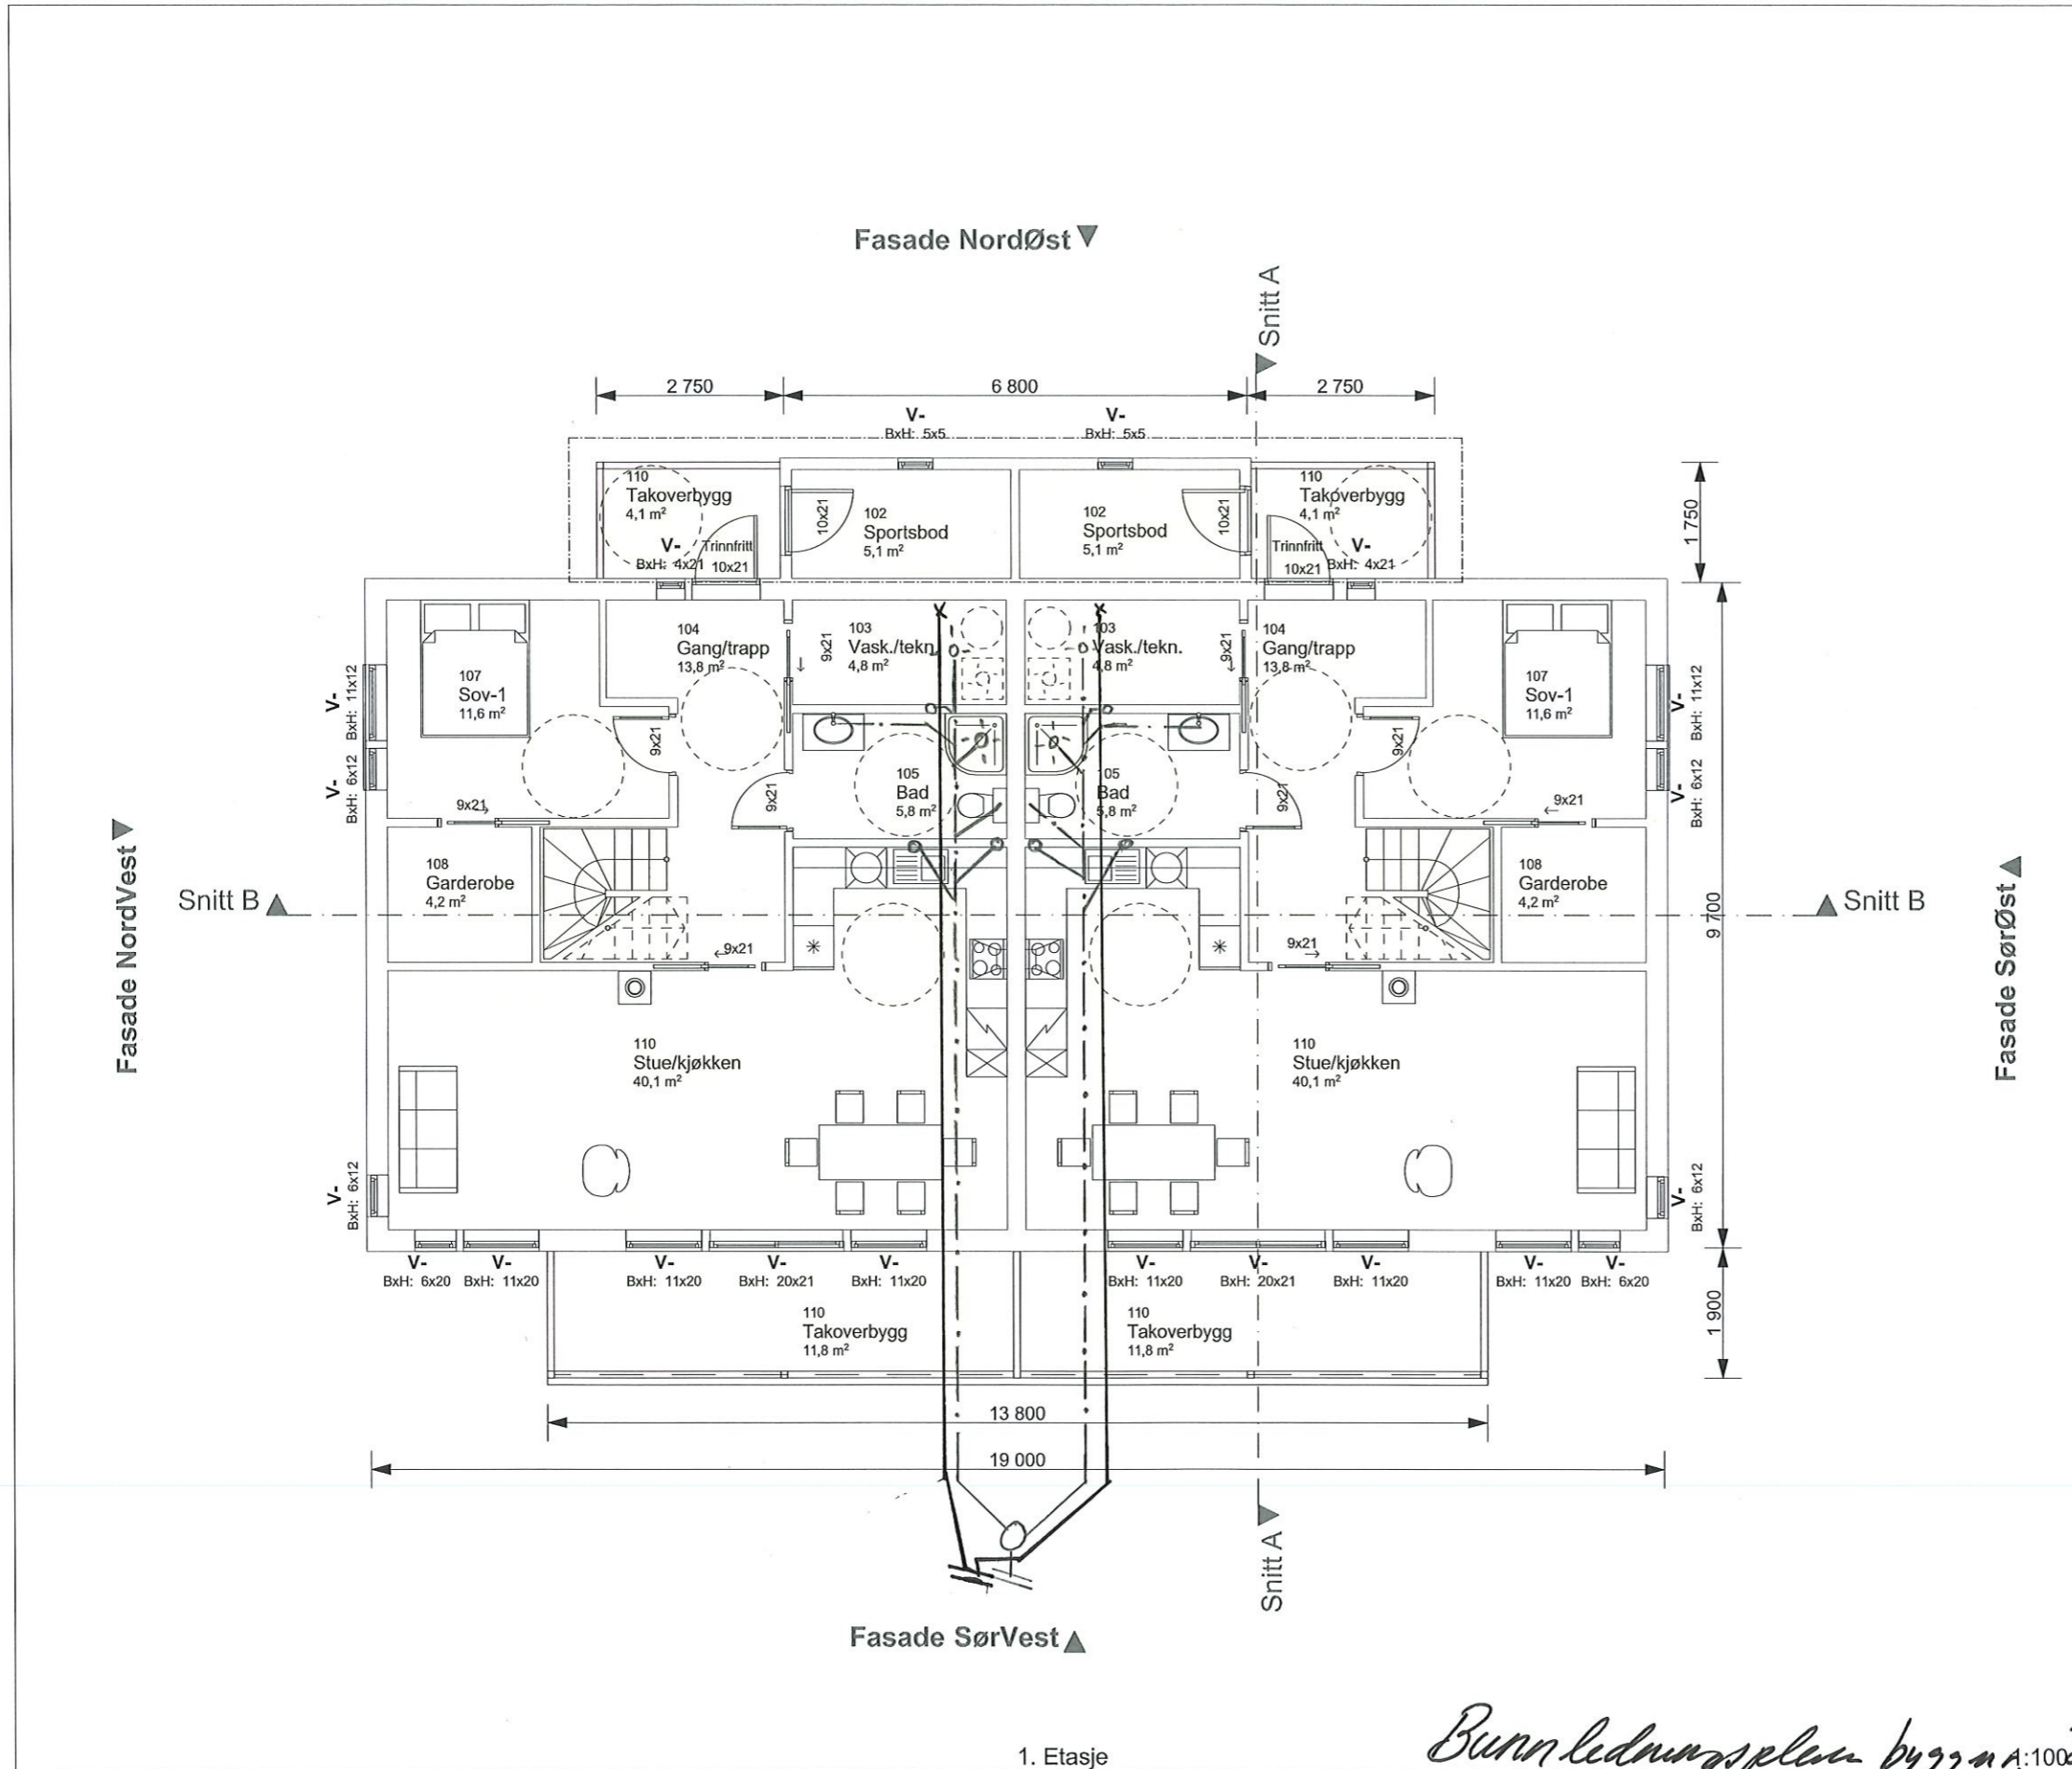 Fasade NordØst
Snitt A
2 750
6 800
2 750
V-
BxH: 5x5
V-
BxH: 5x5
110
Takoverbygg
4,1 m²
V-
BxH: 4x21
Trinnfritt
10x21
10x21
102
Sportsbod
5,1 m²
102
Sportsbod
5,1 m²
10x21
110
Takoverbygg
4,1 m²
Trinnfritt
10x21
V-
BxH: 4x21
1 750
107
Sov-1
11,6 m²
104
Gang/trapp
13,8 m²
9x21
103
Vask./tekn.
4,8 m²
103
Vask./tekn.
4,8 m²
9x21
104
Gang/trapp
13,8 m²
107
Sov-1
11,6 m²
V-
BxH: 11x12
V-
BxH: 6x12
V-
BxH: 11x12
V-
BxH: 6x12
9x21
9x21
9x21
105
Bad
5,8 m²
105
Bad
5,8 m²
9x21
9x21
9x21
108
Garderobe
4,2 m²
108
Garderobe
4,2 m²
Fasade NordVest
Snitt B
Snitt B
9 700
Fasade SørØst
9x21
9x21
110
Stue/kjøkken
40,1 m²
110
Stue/kjøkken
40,1 m²
V-
BxH: 6x12
V-
BxH: 6x12
V-
BxH: 6x20
V-
BxH: 11x20
V-
BxH: 11x20
V-
BxH: 20x21
V-
BxH: 11x20
V-
BxH: 11x20
V-
BxH: 20x21
V-
BxH: 11x20
V-
BxH: 11x20
V-
BxH: 6x20
110
Takoverbygg
11,8 m²
110
Takoverbygg
11,8 m²
1 900
13 800
19 000
Snitt A
Fasade SørVest
1. Etasje
Bunnledningsplan
:100